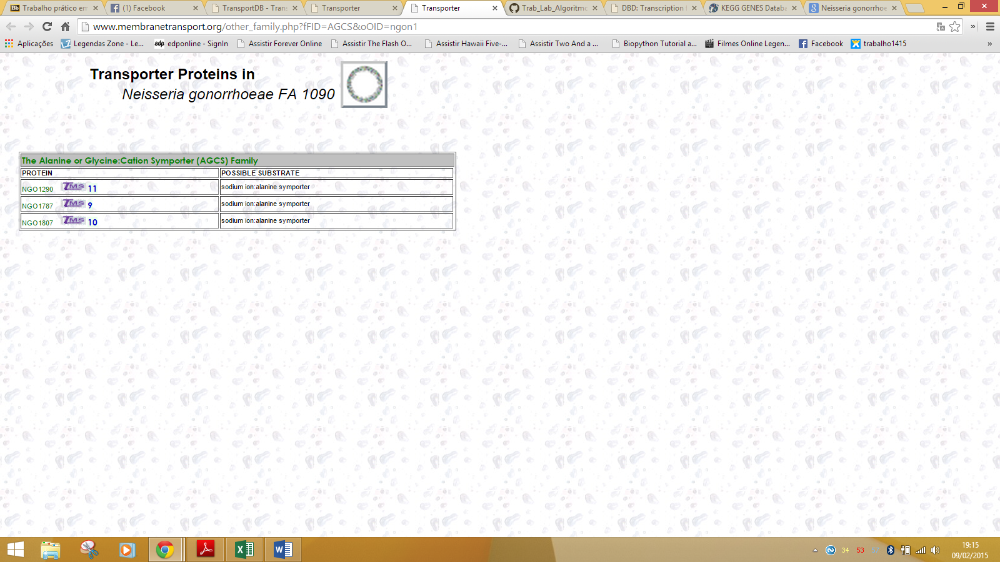 Trabalho prático em
(1) Facebook
TransportDB - Trans
Transporter
Transporter
Trab_Lab_Algoritmo
DBD: Transcription
KEGG GENES Databa
Neisseria gonorrhoe
www.membranetransport.org/other_family.php?fFID=AGCS&oOID=ngon1
Aplicações
Legendas Zone - Le...
edp edponline - SignIn
Assistir Forever Online
Assistir The Flash O...
Assistir Hawaii Five-...
Assistir Two And a ...
Biopython Tutorial a...
Filmes Online Legen...
Facebook
trabalho1415
»
Transporter Proteins in
Neisseria gonorrhoeae FA 1090
The Alanine or Glycine:Cation Symporter (AGCS) Family
PROTEIN POSSIBLE SUBSTRATE
NGO1290 TMS 11 sodium ion:alanine symporter
NGO1787 TMS 9 sodium ion:alanine symporter
NGO1807 TMS 10 sodium ion:alanine symporter
34 53
19:15
09/02/2015